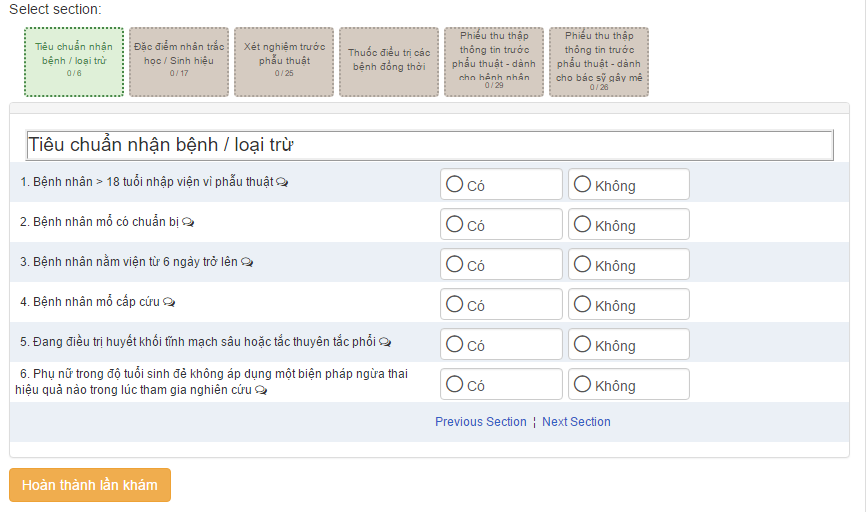 Select section:
Tiêu chuẩn nhận
bệnh / loại trừ
0 / 6
Đặc điểm nhân trắc
học / Sinh hiệu
0 / 17
Xét nghiệm trước
phẫu thuật
0 / 25
Thuốc điều trị các
bệnh đồng thời
Phiếu thu thập
thông tin trước
phẫu thuật - dành
cho bệnh nhân
0 / 29
Phiếu thu thập
thông tin trước
phẫu thuật - dành
cho bác sỹ gây mê
0 / 26
Tiêu chuẩn nhận bệnh / loại trừ
1. Bệnh nhân > 18 tuổi nhập viện vì phẫu thuật
Có Không
2. Bệnh nhân mổ có chuẩn bị
Có Không
3. Bệnh nhân nằm viện từ 6 ngày trở lên
Có Không
4. Bệnh nhân mổ cấp cứu
Có Không
5. Đang điều trị huyết khối tĩnh mạch sâu hoặc tắc thuyên tắc phổi
Có Không
6. Phụ nữ trong độ tuổi sinh đẻ không áp dụng một biện pháp ngừa thai
hiệu quả nào trong lúc tham gia nghiên cứu
Có Không
Previous Section ¦ Next Section
Hoàn thành lần khám